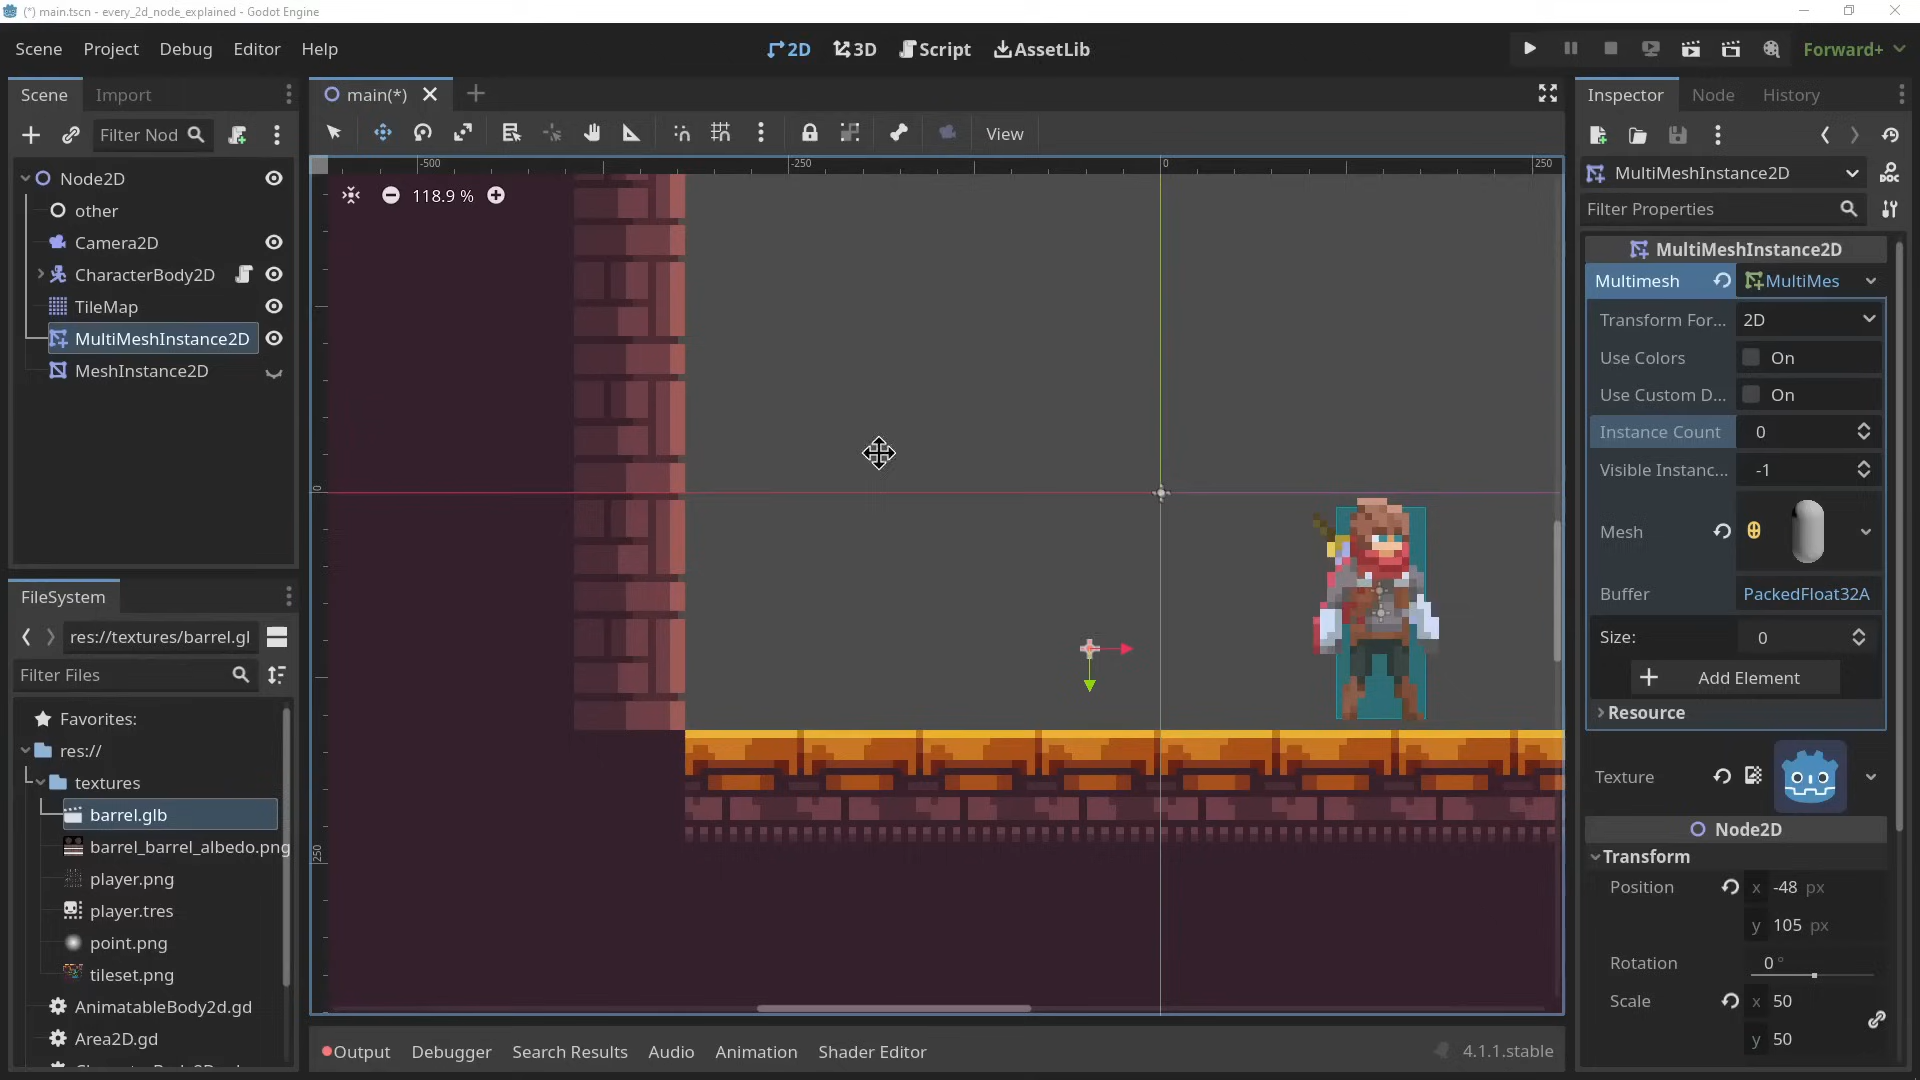 (*) main.tscn - every_2d_node_explained - Godot Engine
Scene Project Debug Editor Help
2D 3D Script AssetLib
Forward+
Scene Import
Filter Nod
Node2D
other
Camera2D
CharacterBody2D
TileMap
MultiMeshInstance2D
MeshInstance2D
FileSystem
res://textures/barrel.gl
Filter Files
Favorites:
res://
textures
barrel.glb
barrel_barrel_albedo.png
player.png
player.tres
point.png
tileset.png
AnimatableBody2d.gd
Area2D.gd
main(*)
View
-500 -250 0 250
118.9 %
0
250
Output Debugger Search Results Audio Animation Shader Editor
4.1.1.stable
Inspector Node History
MultiMeshInstance2D
DOC
Filter Properties
MultiMeshInstance2D
Multimesh MultiMes
Transform For... 2D
Use Colors On
Use Custom D... On
Instance Count 0
Visible Instanc... -1
Mesh
Buffer PackedFloat32A
Size: 0
Add Element
Resource
Texture
Node2D
Transform
Position x -48 px
y 105 px
Rotation 0 °
Scale x 50
y 50